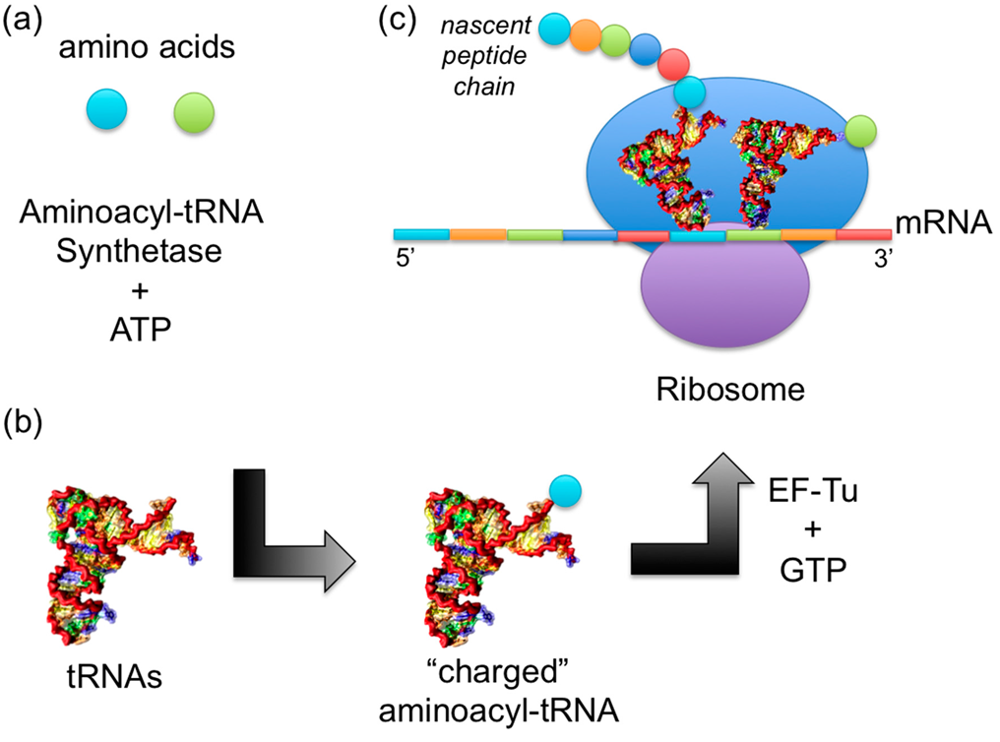 (a)
amino acids
Aminoacyl-tRNA
Synthetase
+
ATP
(c)
nascent
peptide
chain
mRNA
5’
3’
Ribosome
(b)
tRNAs
“charged”
aminoacyl-tRNA
EF-Tu
+
GTP